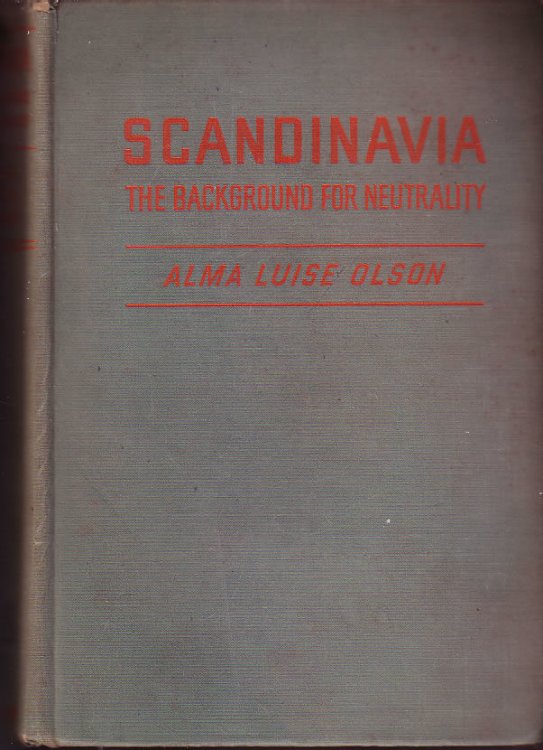 SCANDINAVIA
THE BACKGROUND FOR NEUTRALITY
ALMA LUISE OLSON